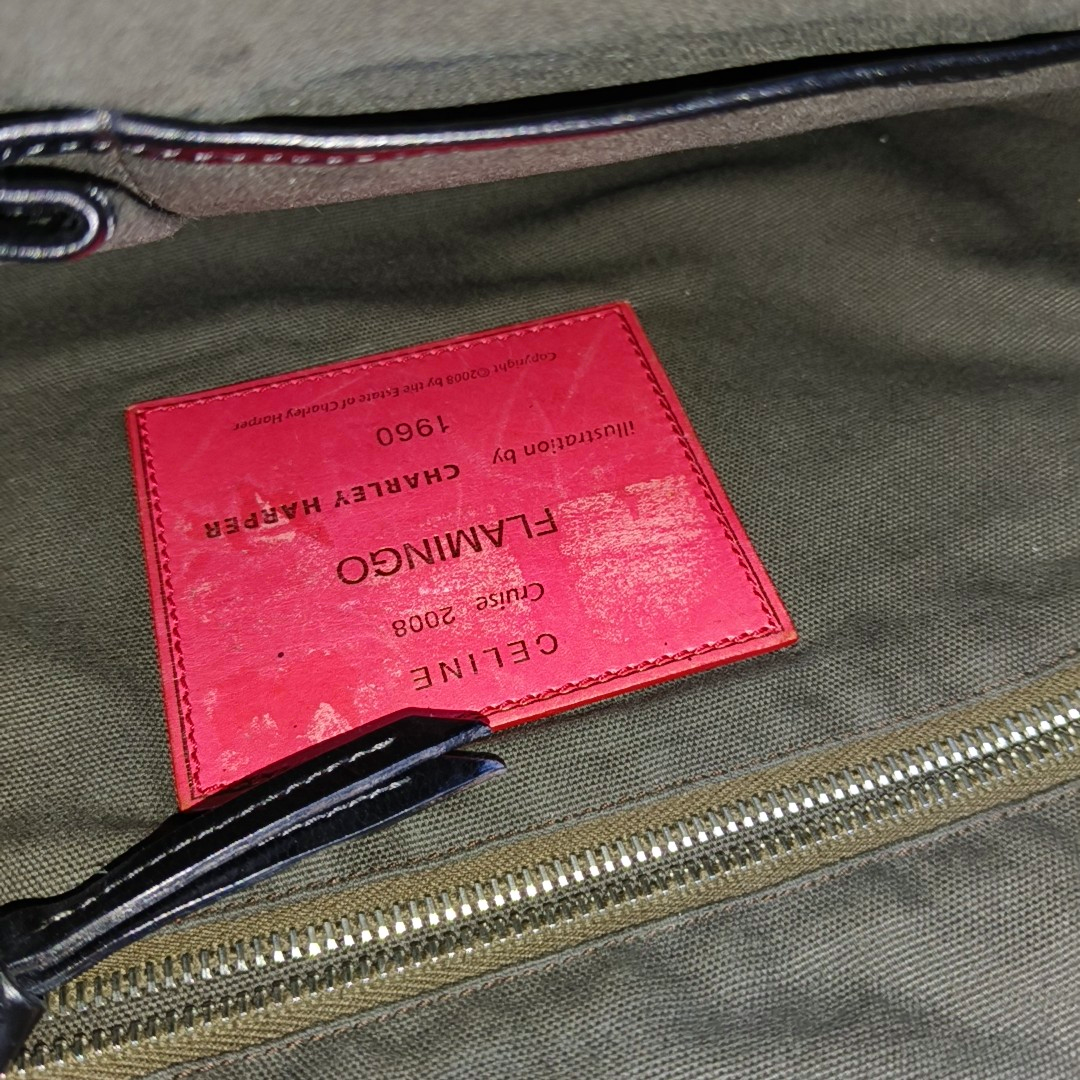 CELINE
Cruise 2008
FLAMINGO
illustration by CHARLEY HARPER
1960
Copyright ©2008 by the Estate of Charley Harper